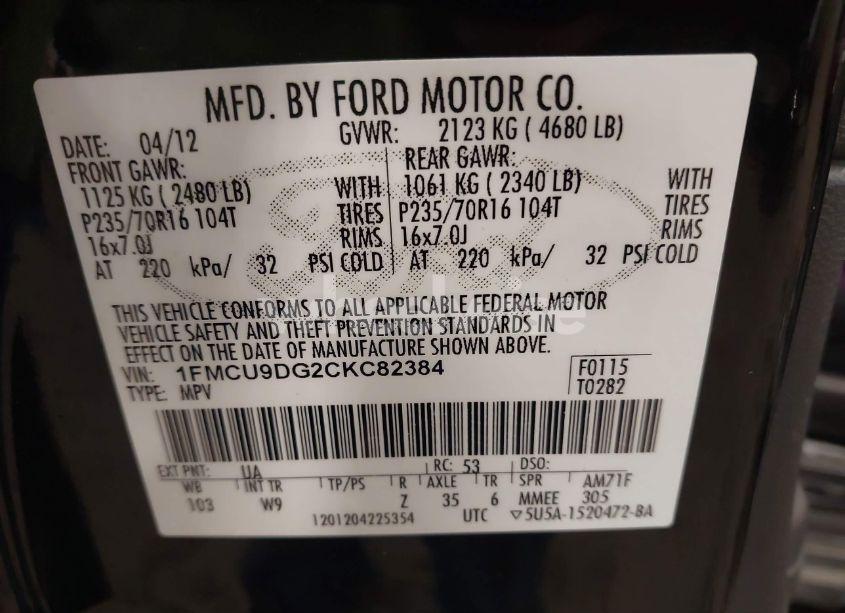 MFD. BY FORD MOTOR CO.
DATE: 04/12 GVWR: 2123 KG ( 4680 LB)
FRONT GAWR: REAR GAWR:
1125 KG ( 2480 LB) WITH 1061 KG ( 2340 LB) WITH
P235/70R16 104T TIRES P235/70R16 104T TIRES
16x7.0J RIMS 16x7.0J RIMS
AT 220 kPa/ 32 PSI COLD AT 220 kPa/ 32 PSI COLD
THIS VEHICLE CONFORMS TO ALL APPLICABLE FEDERAL MOTOR
VEHICLE SAFETY AND THEFT PREVENTION STANDARDS IN
EFFECT ON THE DATE OF MANUFACTURE SHOWN ABOVE.
VIN: 1FMCU9DG2CKC82384 F0115
TYPE: MPV T0282
EXT PNT: UA RC: 53 DSO:
WB INT TR TP/PS R AXLE TR SPR AM71F
103 W9 Z 35 6 MMEE 305
1201204225354 UTC ▽5U5A-1520472-BA